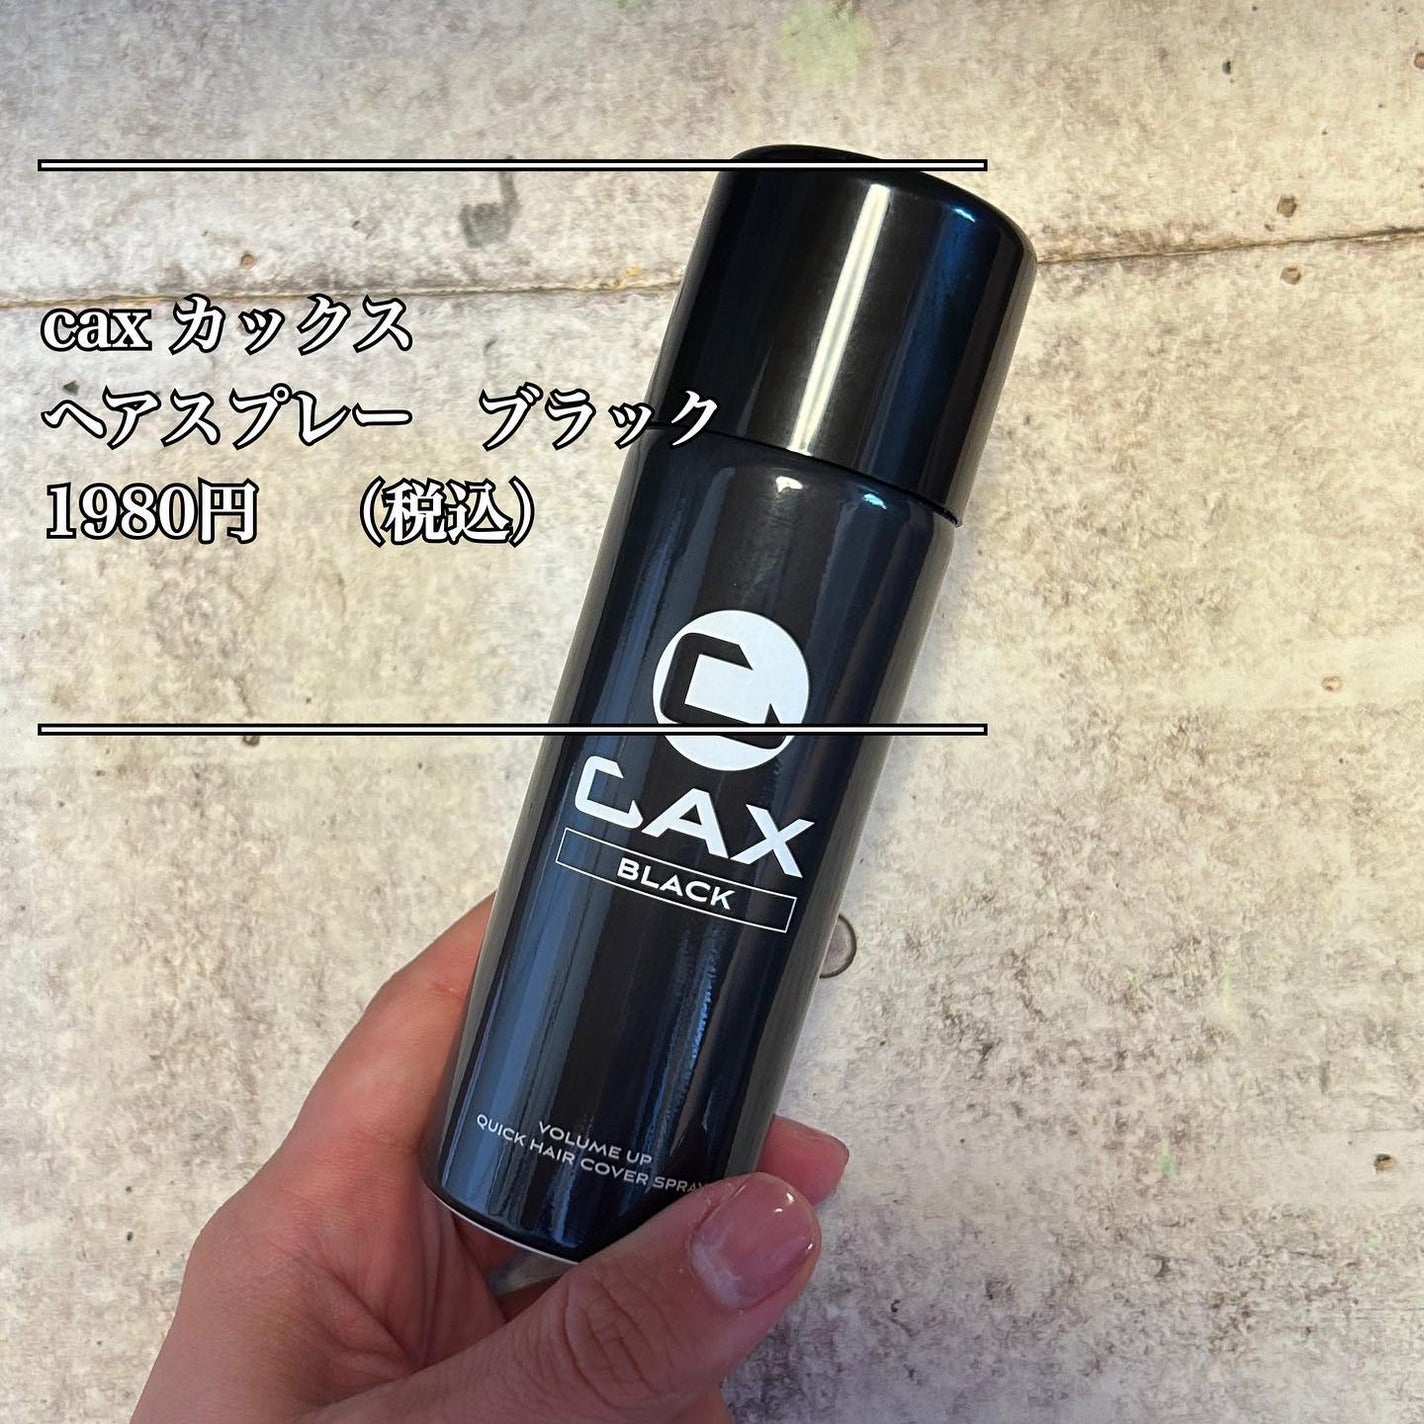 cax カックス
ヘアスプレー　ブラック
1980円　　（税込）
CAX
BLACK
VOLUME UP
QUICK HAIR COVER SPRAY